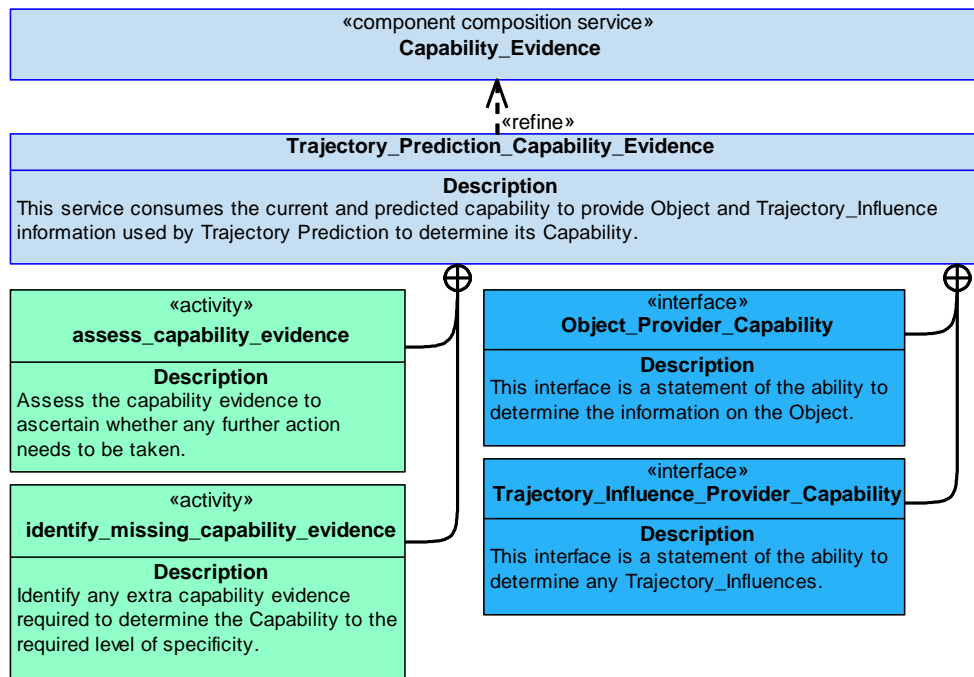 «component composition service»
Capability_Evidence
«refine»
Trajectory_Prediction_Capability_Evidence
Description
This service consumes the current and predicted capability to provide Object and Trajectory_Influence
information used by Trajectory Prediction to determine its Capability.
«activity»
assess_capability_evidence
Description
Assess the capability evidence to
ascertain whether any further action
needs to be taken.
«interface»
Object_Provider_Capability
Description
This interface is a statement of the ability to
determine the information on the Object.
«activity»
identify_missing_capability_evidence
Description
Identify any extra capability evidence
required to determine the Capability to the
required level of specificity.
«interface»
Trajectory_Influence_Provider_Capability
Description
This interface is a statement of the ability to
determine any Trajectory_Influences.